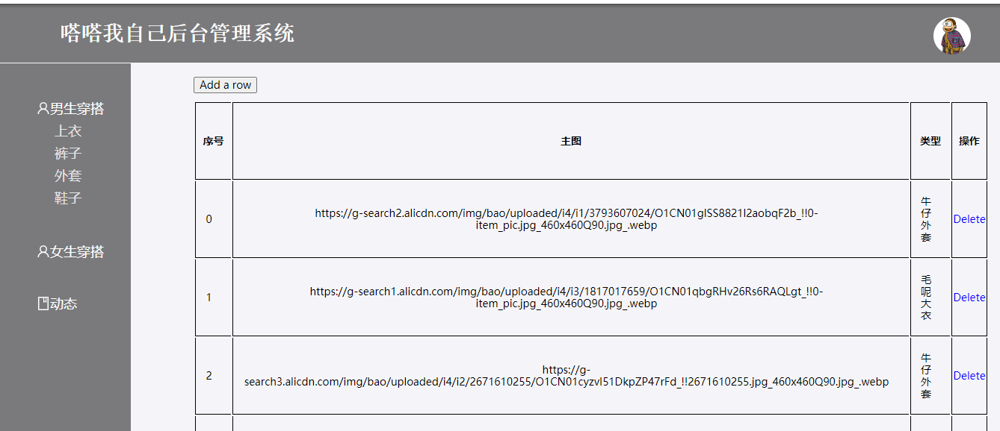 嗒嗒我自己后台管理系统
男生穿搭
上衣
裤子
外套
鞋子
女生穿搭
动态
Add a row
序号 主图 类型 操作
0 https://g-search2.alicdn.com/img/bao/uploaded/i4/i1/3793607024/O1CN01glSS8821I2aobqF2b_!!0-
item_pic.jpg_460x460Q90.jpg_.webp
牛
仔
外
套
Delete
1 https://g-search1.alicdn.com/img/bao/uploaded/i4/i3/1817017659/O1CN01qbgRHv26Rs6RAQLgt_!!0-
item_pic.jpg_460x460Q90.jpg_.webp
毛
呢
大
衣
Delete
2 https://g-
search3.alicdn.com/img/bao/uploaded/i4/i2/2671610255/O1CN01cyzvI51DkpZP47rFd_!!2671610255.jpg_460x460Q90.jpg_.webp
牛
仔
外
套
Delete